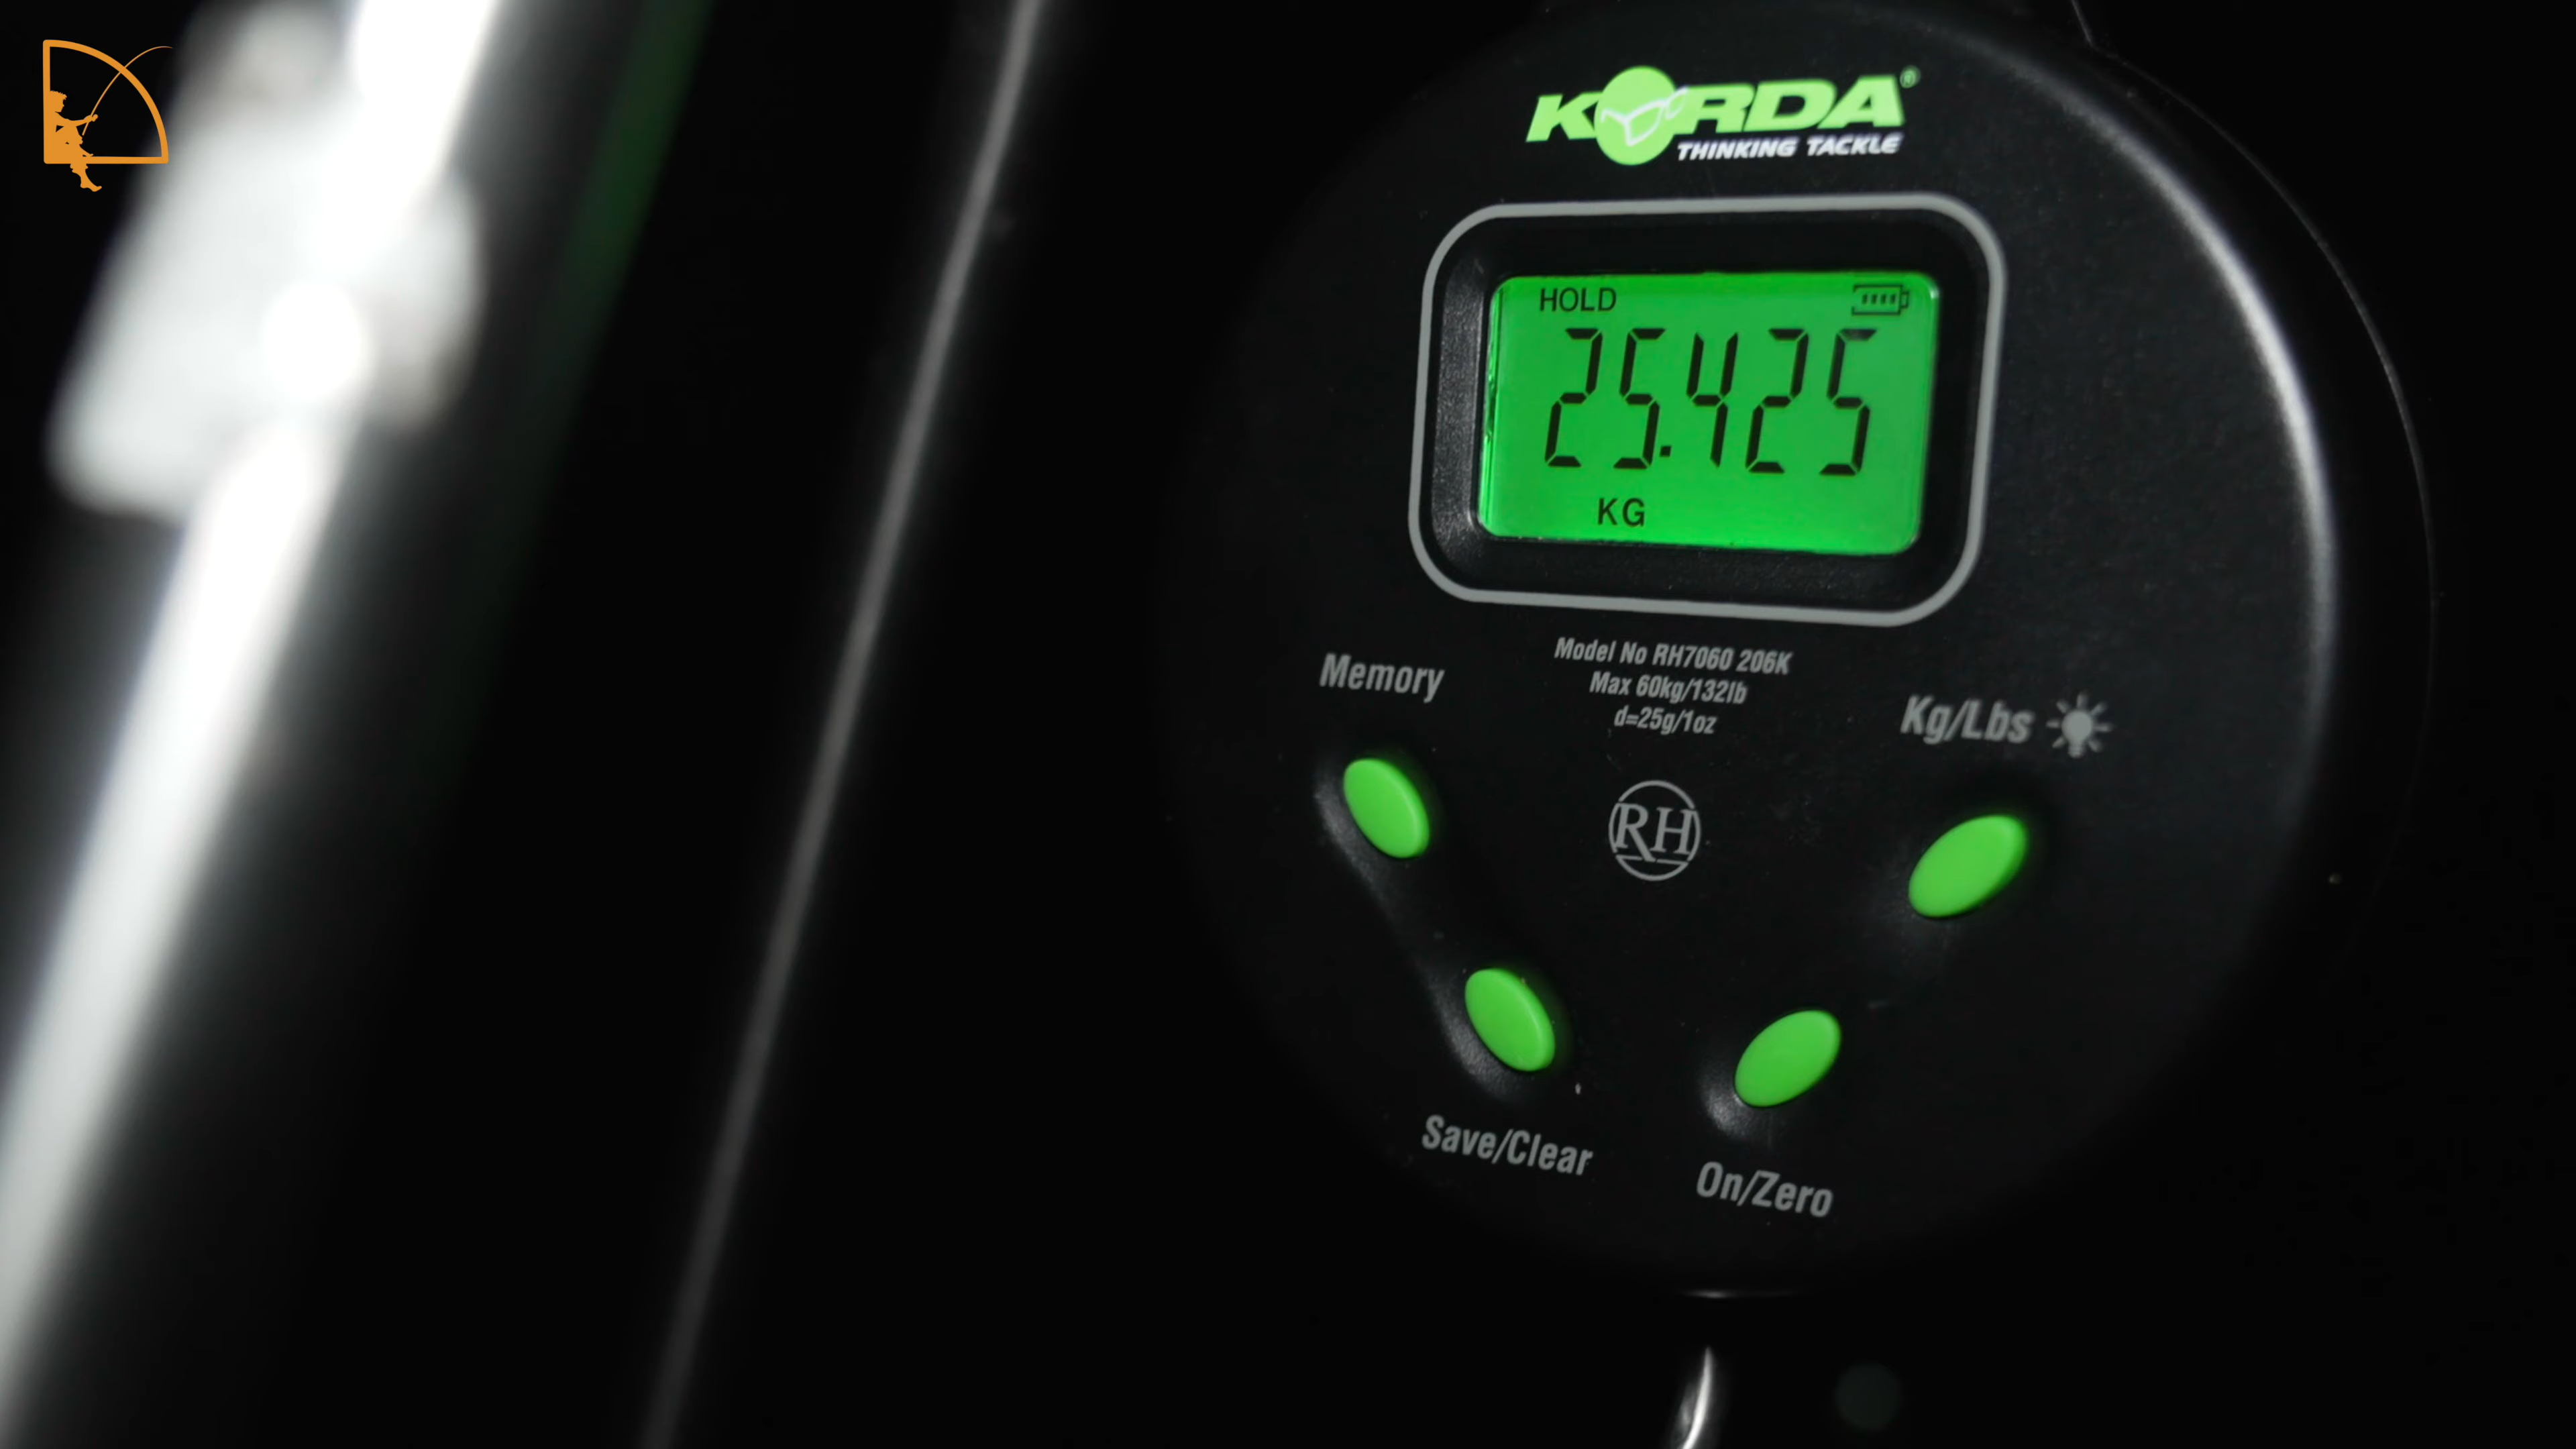 KORDA®
THINKING TACKLE
HOLD
25.425
KG
Model No RH7060 206K
Max 60kg/132lb
d=25g/1oz
Memory
Kg/Lbs
RH
Save/Clear
On/Zero